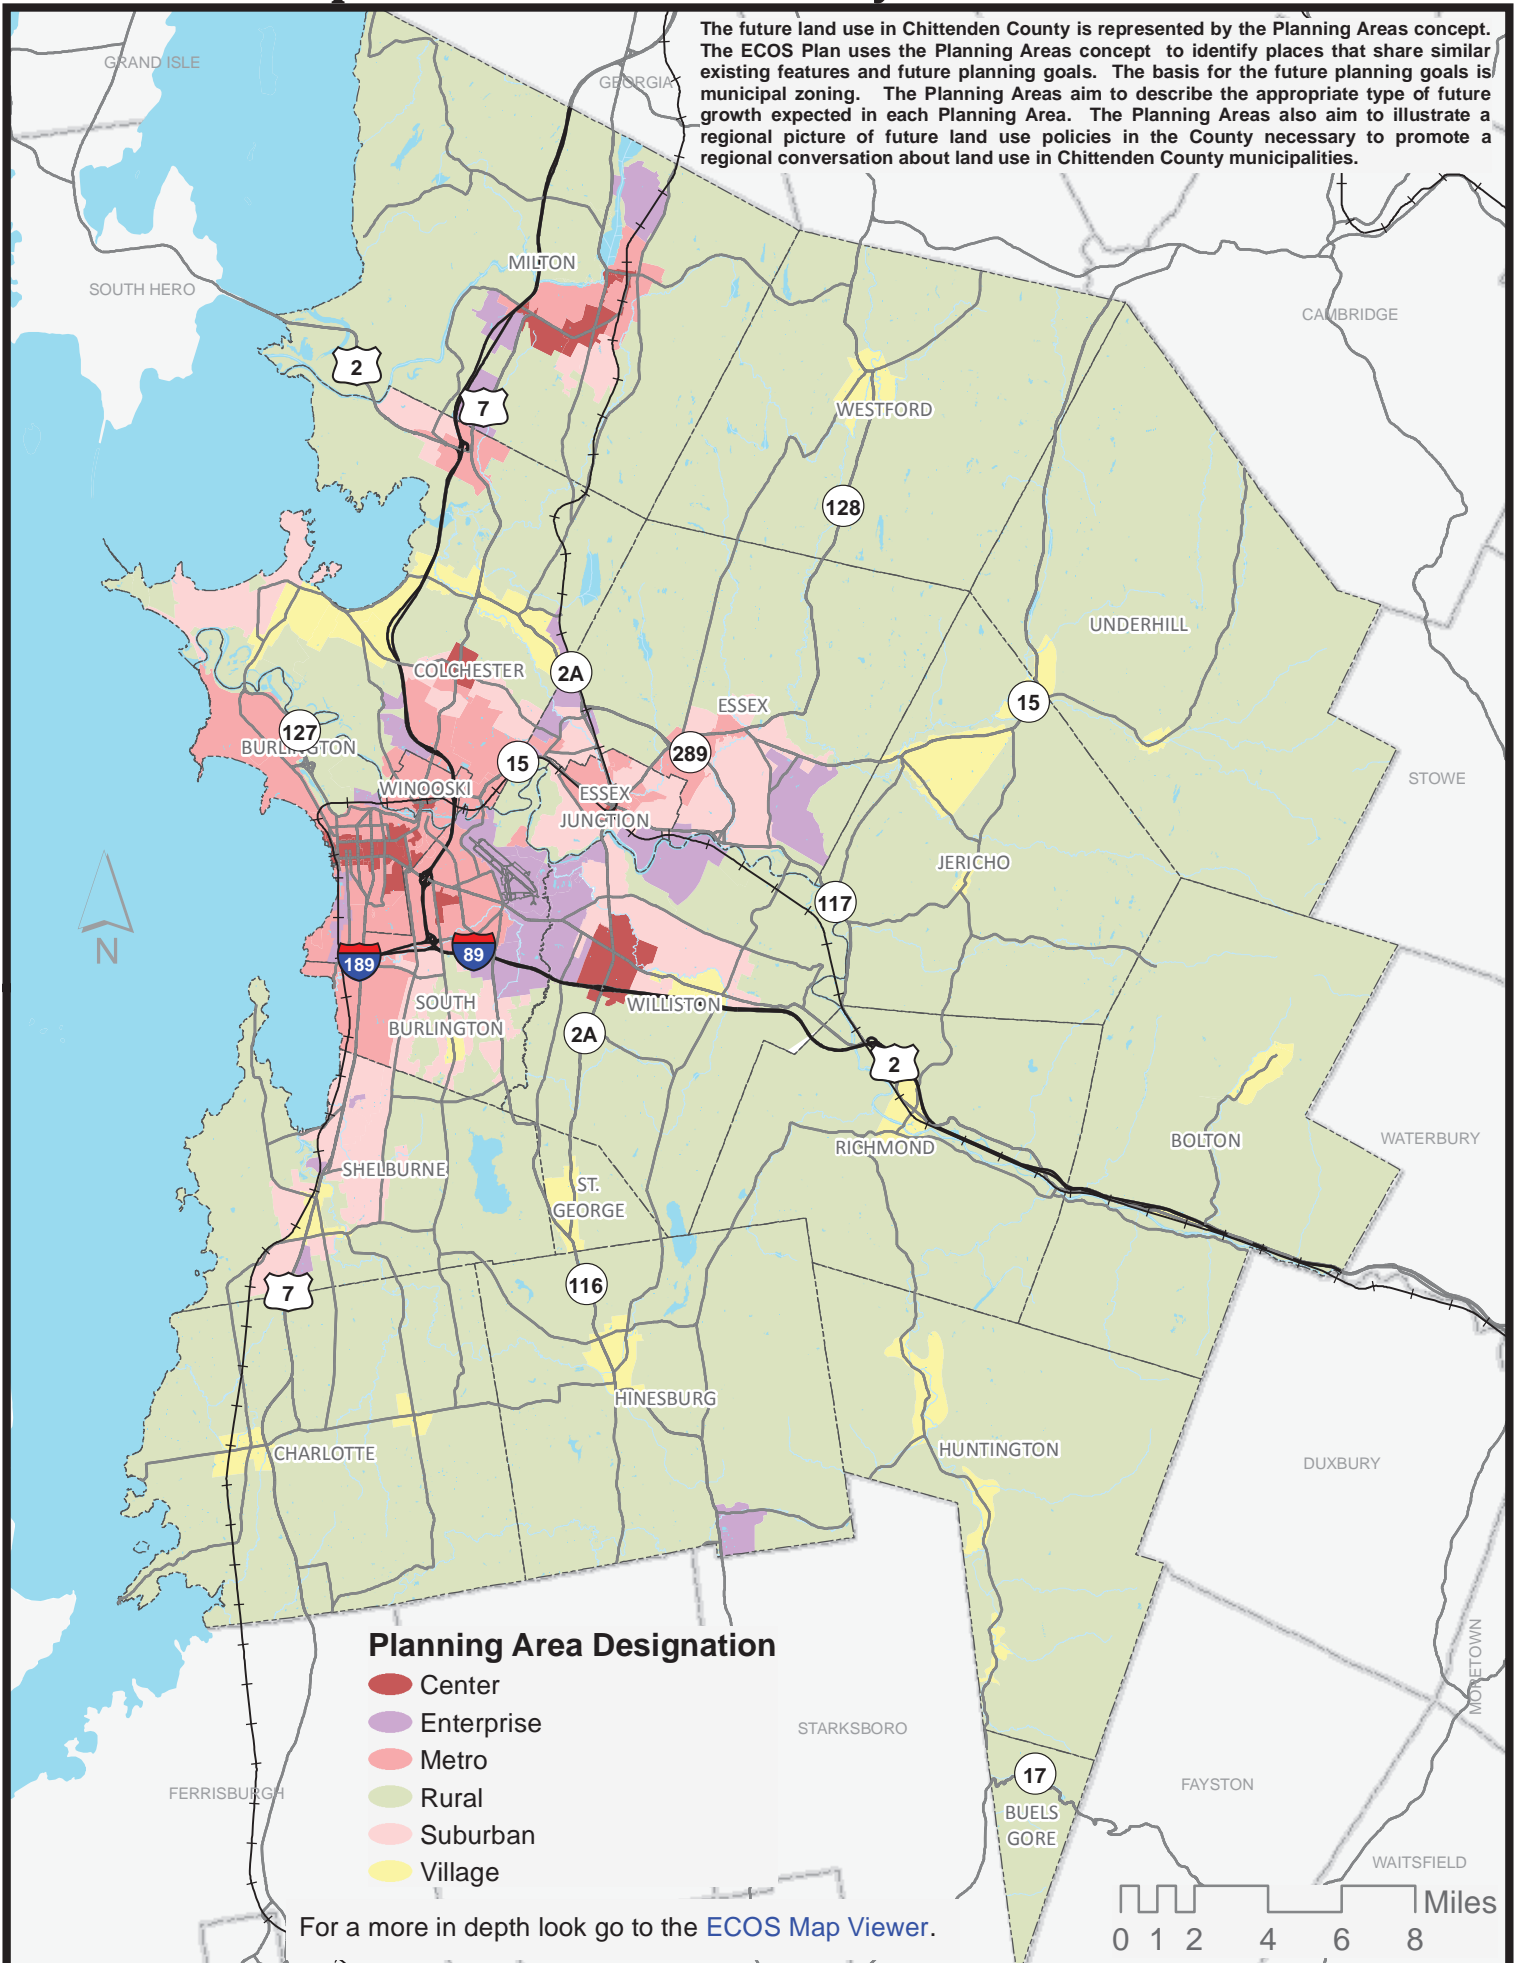 The future land use in Chittenden County is represented by the Planning Areas concept.
The ECOS Plan uses the Planning Areas concept to identify places that share similar
existing features and future planning goals. The basis for the future planning goals is
municipal zoning. The Planning Areas aim to describe the appropriate type of future
growth expected in each Planning Area. The Planning Areas also aim to illustrate a
regional picture of future land use policies in the County necessary to promote a
regional conversation about land use in Chittenden County municipalities.
GRAND ISLE
GEORGIA
MILTON
SOUTH HERO
CAMBRIDGE
2
7
WESTFORD
128
UNDERHILL
COLCHESTER
2A
15
ESSEX
127
BURLINGTON
289
15
STOWE
WINOOSKI
ESSEX
JUNCTION
JERICHO
117
N
189
89
SOUTH
BURLINGTON
WILLISTON
2A
2
RICHMOND
BOLTON
WATERBURY
SHELBURNE
ST.
GEORGE
7
116
HINESBURG
CHARLOTTE
HUNTINGTON
DUXBURY
MORETOWN
Planning Area Designation
Center
Enterprise
Metro
Rural
Suburban
Village
STARKSBORO
17
BUELS
GORE
FAYSTON
FERRISBURGH
WAITSFIELD
For a more in depth look go to the ECOS Map Viewer.
Miles
0 1 2 4 6 8